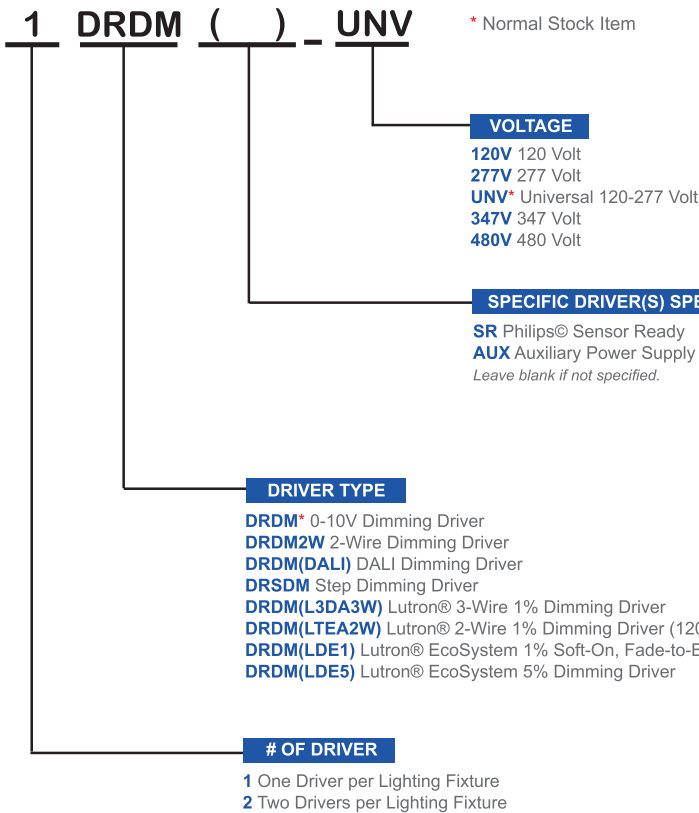 1 DRDM ( ) - UNV
* Normal Stock Item
VOLTAGE
120V 120 Volt
277V 277 Volt
UNV* Universal 120-277 Volt
347V 347 Volt
480V 480 Volt
SPECIFIC DRIVER(S)
SR Philips© Sensor Ready
AUX Auxiliary Power Supply
Leave blank if not specified.
DRIVER TYPE
DRDM* 0-10V Dimming Driver
DRDM2W 2-Wire Dimming Driver
DRDM(DALI) DALI Dimming Driver
DRSDM Step Dimming Driver
DRDM(L3DA3W) Lutron® 3-Wire 1% Dimming Driver
DRDM(LTEA2W) Lutron® 2-Wire 1% Dimming Driver
DRDM(LDE1) Lutron® EcoSystem 1% Soft-On,
DRDM(LDE5) Lutron® EcoSystem 5% Dimming Driver
# OF DRIVER
1 One Driver per Lighting Fixture
2 Two Drivers per Lighting Fixture